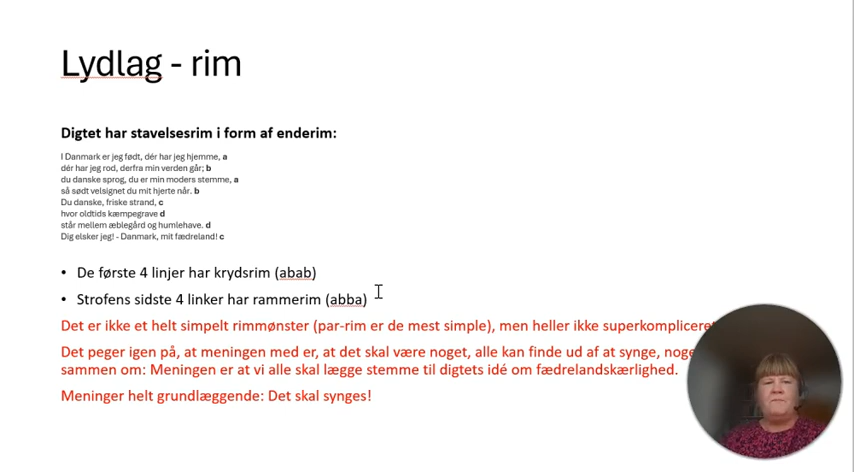 Lydlag - rim
Digtet har stavelsesrim i form af enderim:
I Danmark er jeg født, dér har jeg hjemme, a
dér har jeg rod, derfra min verden går; b
du danske sprog, du er min moders stemme, a
så sødt velsignet du mit hjerte når. b
Du danske, friske strand, c
hvor oldtids kæmpegrave d
står mellem æblegård og humlehave. d
Dig elsker jeg! - Danmark, mit fædreland! c
• De første 4 linjer har krydsrim (abab)
• Strofens sidste 4 linker har rammerim (abba)
Det er ikke et helt simpelt rimmønster (par-rim er de mest simple), men heller ikke
Det peger igen på, at meningen med er, at det skal være noget, alle kan finde ud af at synge,
sammen om: Meningen er at vi alle skal lægge stemme til digtets idé om fædrelandskærlighed.
Meninger helt grundlæggende: Det skal synges!